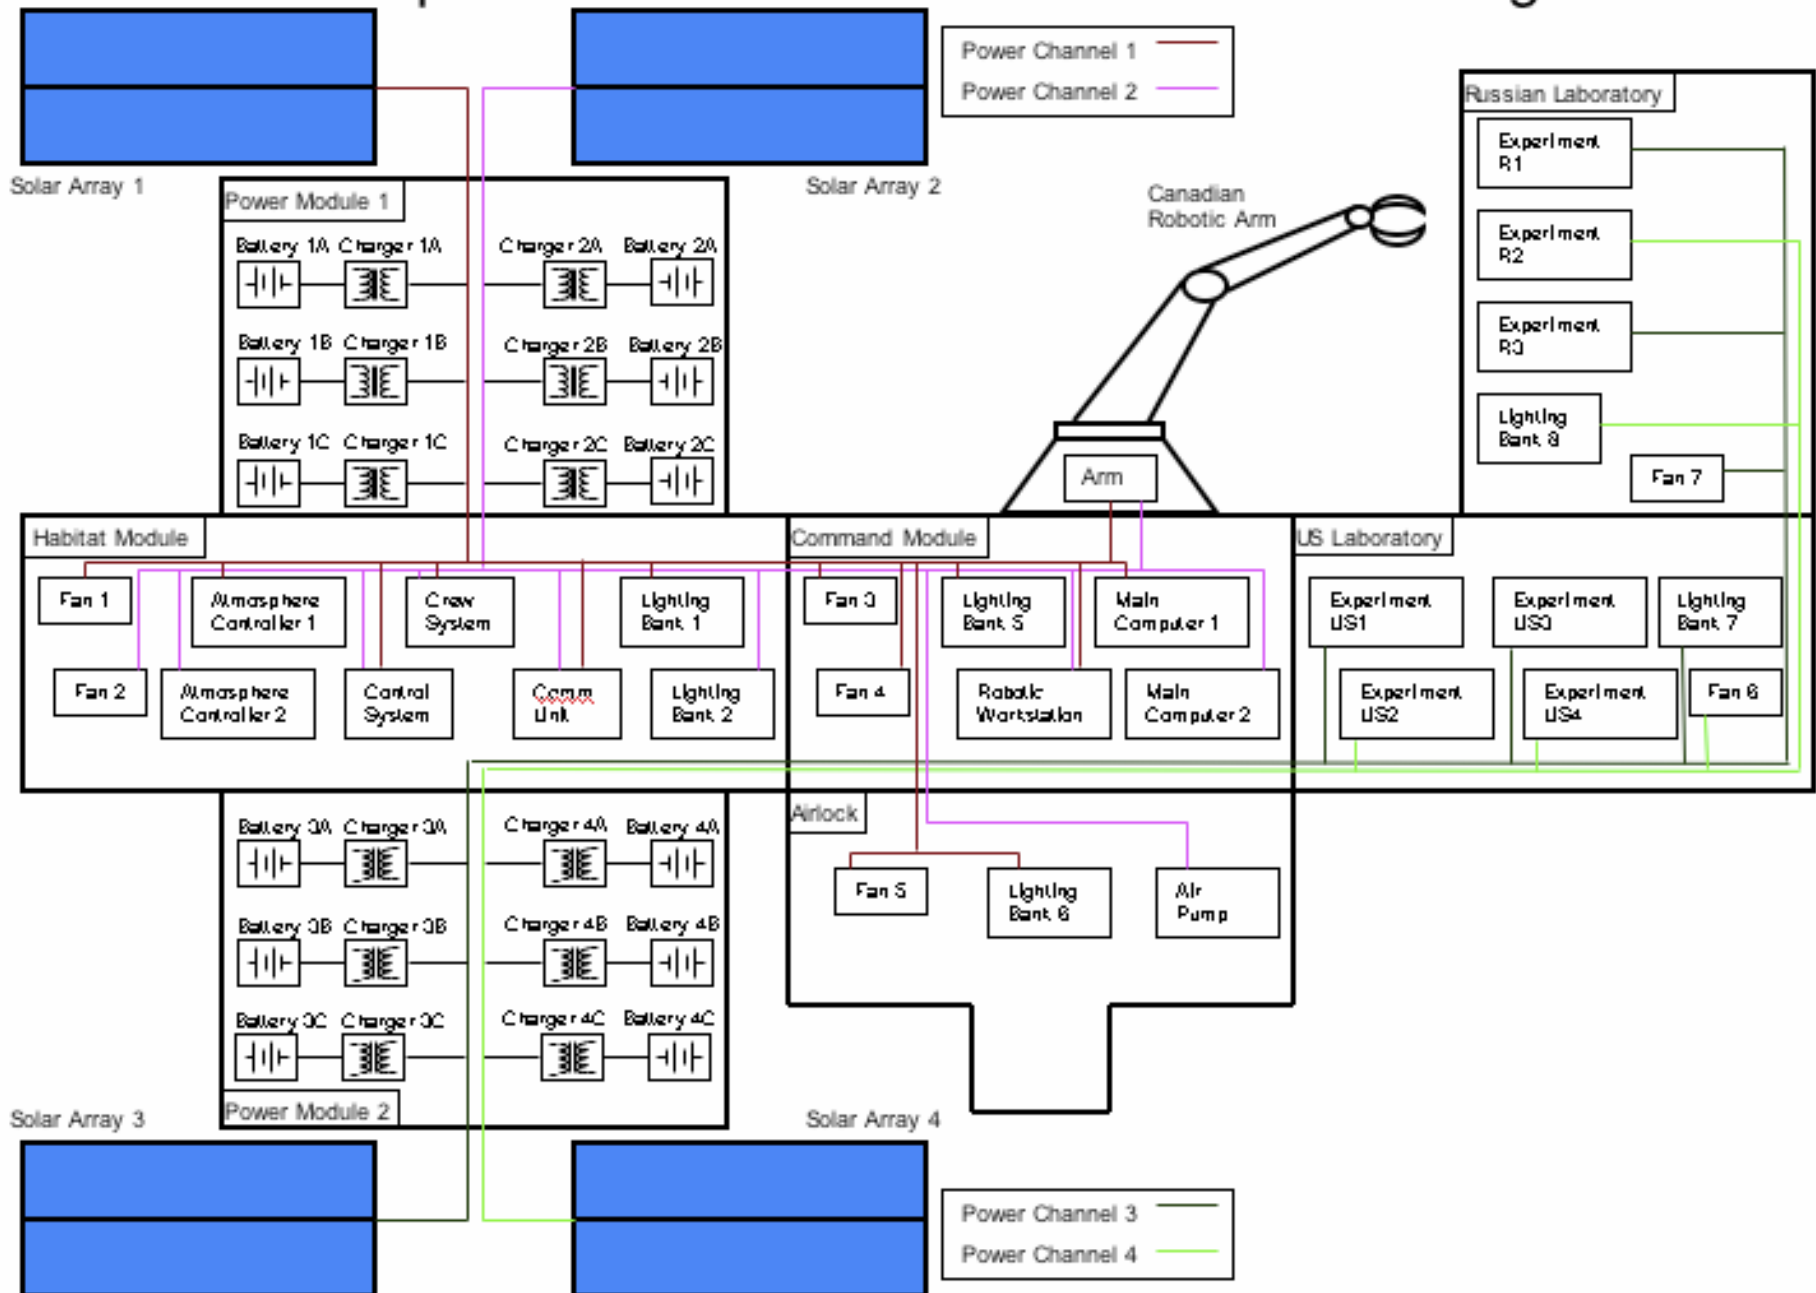 Power Channel 1
Power Channel 2
Russian Laboratory
Experiment
R1
Solar Array 1
Solar Array 2
Power Module 1
Canadian
Robotic Arm
Experiment
R2
Battery 1A
Charger 1A
Charger 2A
Battery 2A
Experiment
R3
Battery 1B
Charger 1B
Charger 2B
Battery 2B
Lighting
Bank 8
Battery 1C
Charger 1C
Charger 2C
Battery 2C
Arm
Fan 7
Habitat Module
Command Module
US Laboratory
Fan 1
Atmosphere
Controller 1
Crew
System
Lighting
Bank 1
Fan 3
Lighting
Bank 5
Main
Computer 1
Experiment
US1
Experiment
US3
Lighting
Bank 7
Fan 2
Atmosphere
Controller 2
Control
System
Comm
Unit
Lighting
Bank 2
Fan 4
Robotic
Workstation
Main
Computer 2
Experiment
US2
Experiment
US4
Fan 6
Airlock
Battery 3A
Charger 3A
Charger 4A
Battery 4A
Fan 5
Lighting
Bank 6
Air
Pump
Battery 3B
Charger 3B
Charger 4B
Battery 4B
Battery 3C
Charger 3C
Charger 4C
Battery 4C
Power Module 2
Solar Array 3
Solar Array 4
Power Channel 3
Power Channel 4